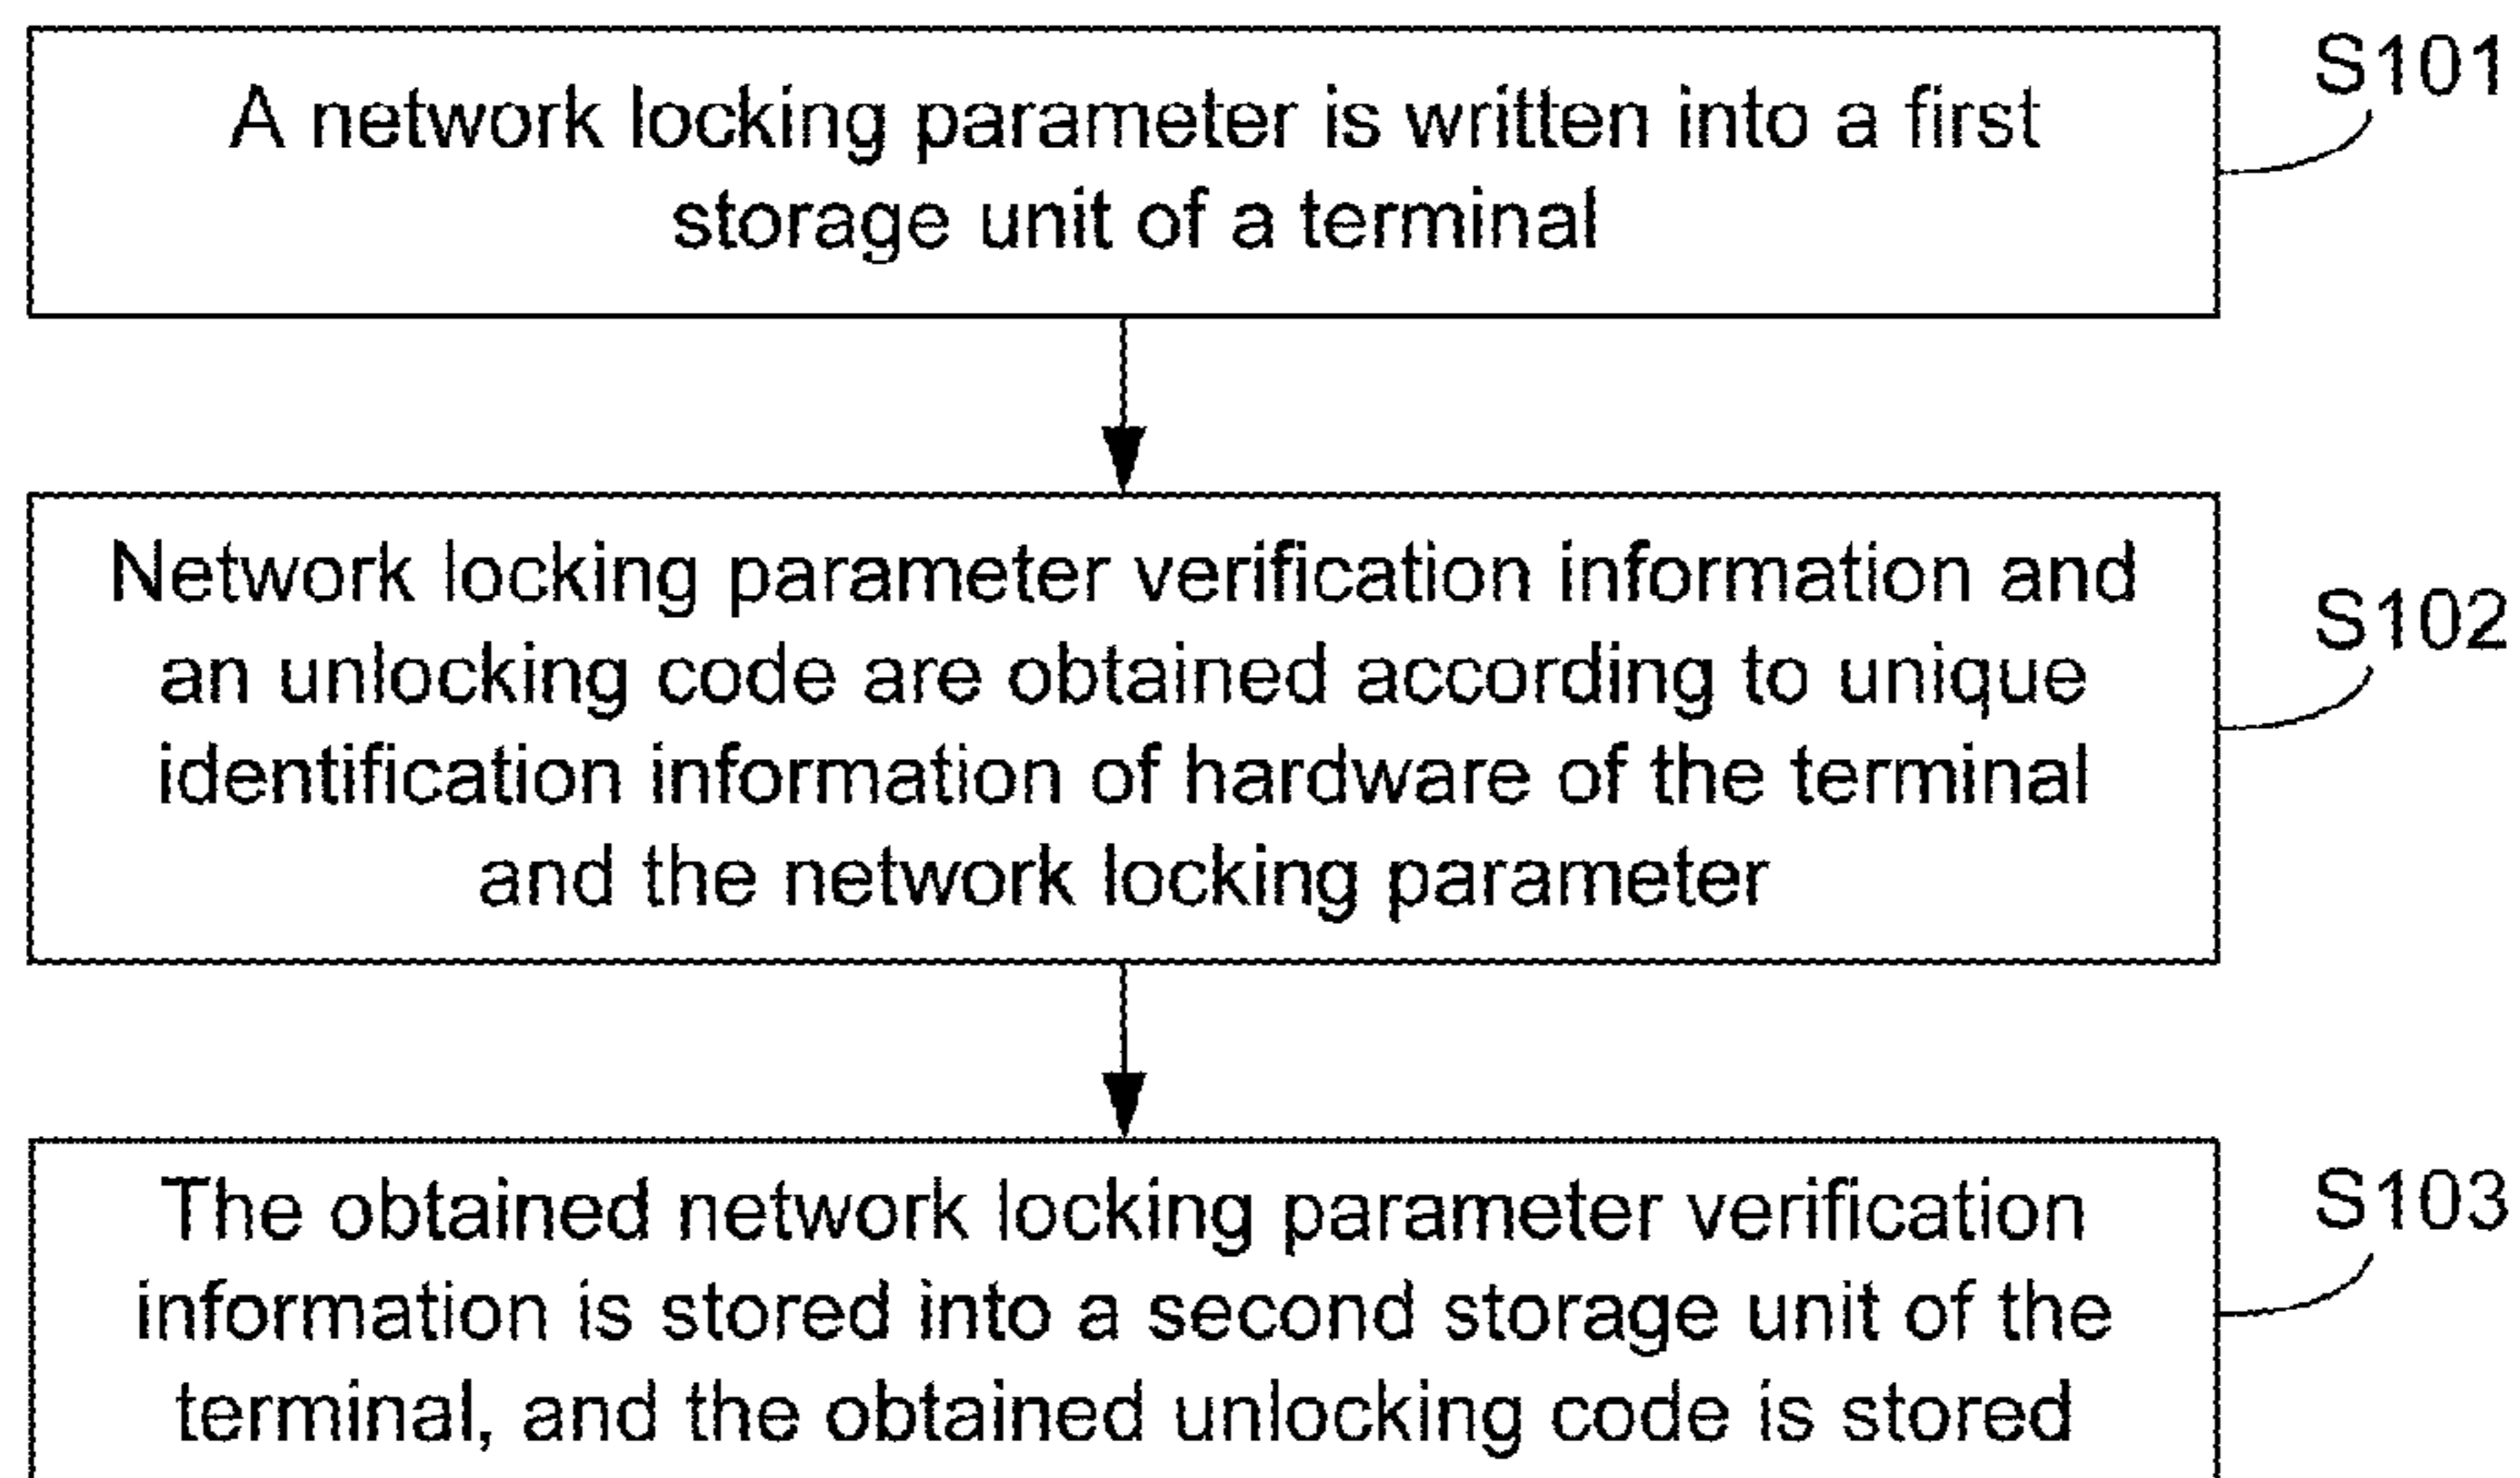 A network locking parameter is written into a first
storage unit of a terminal
S101
Network locking parameter verification information and
an unlocking code are obtained according to unique
identification information of hardware of the terminal
and the network locking parameter
S102
The obtained network locking parameter verification
information is stored into a second storage unit of the
terminal, and the obtained unlocking code is stored
S103